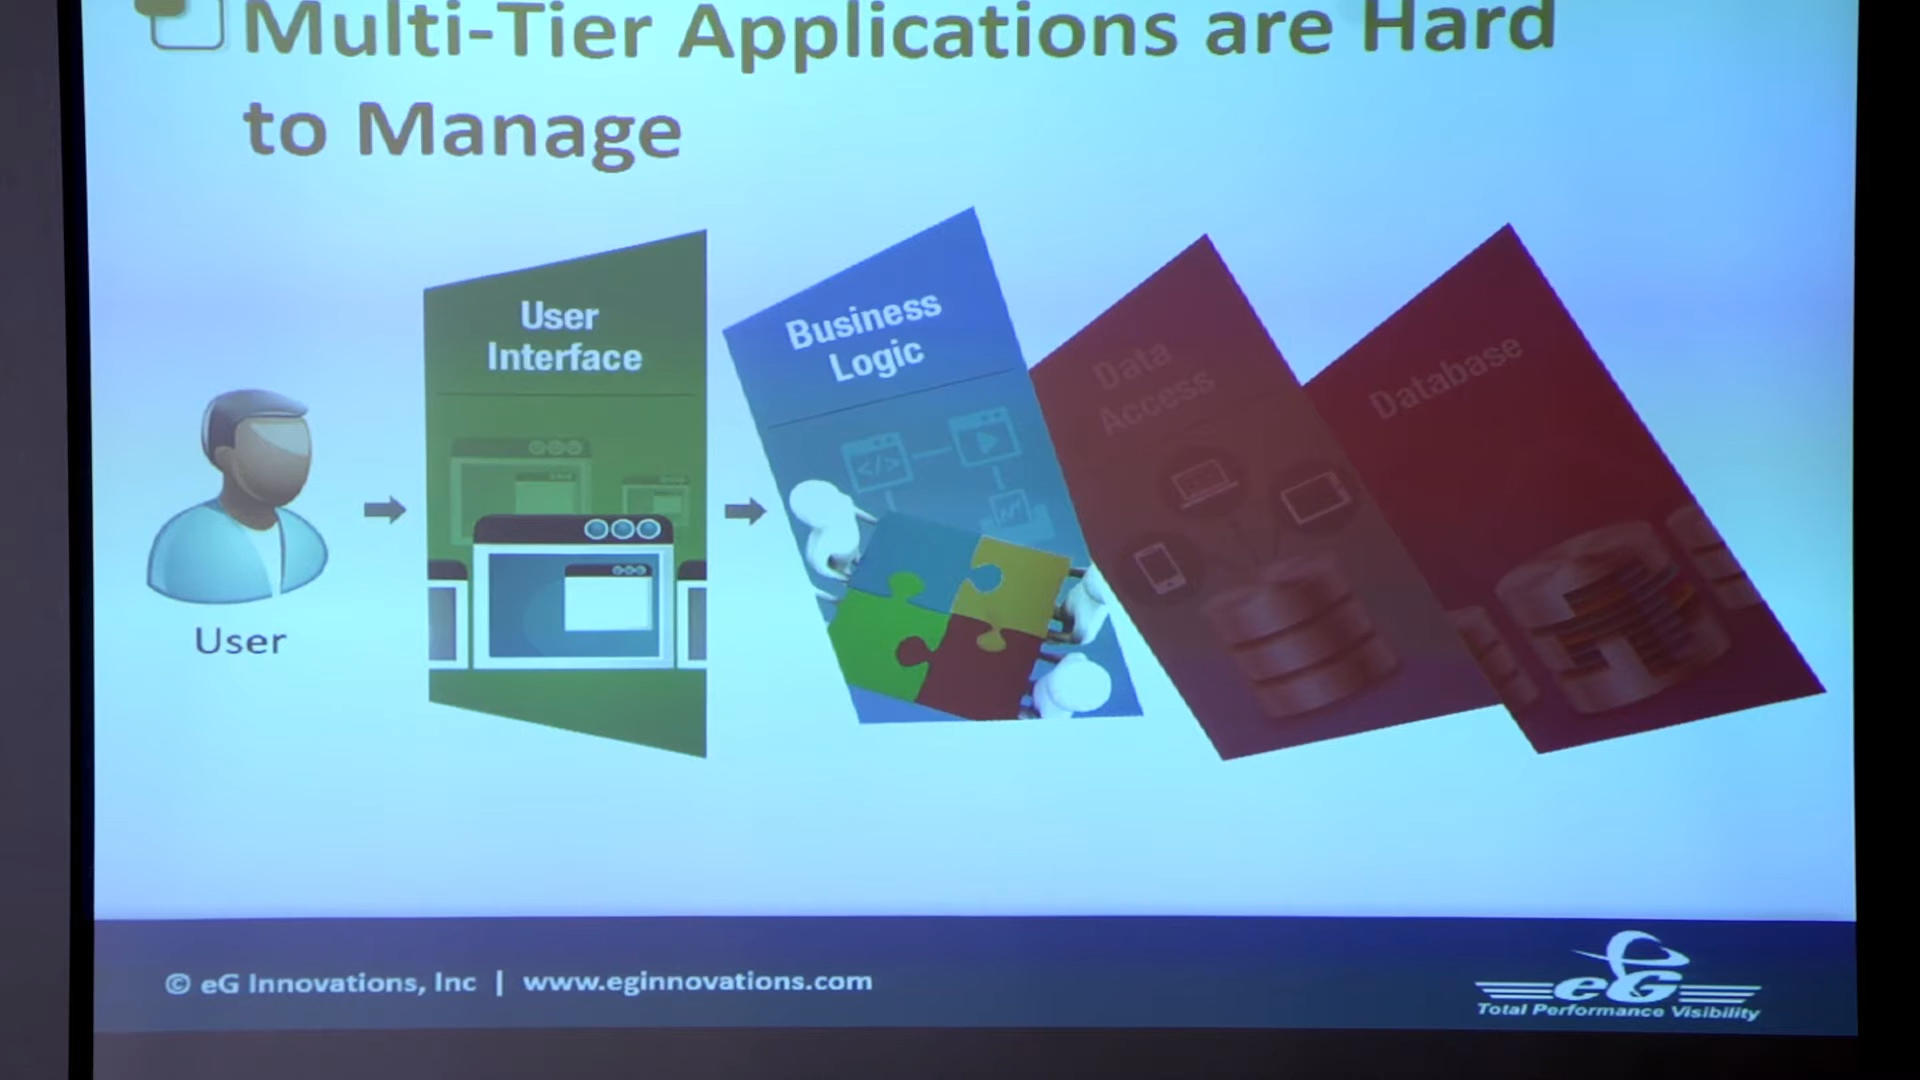 Multi-Tier Applications are Hard
to Manage
User
Interface
Business
Logic
Data
Access
Database
</>
User
© eG Innovations, Inc | www.eginnovations.com
eG
Total Performance Visibility